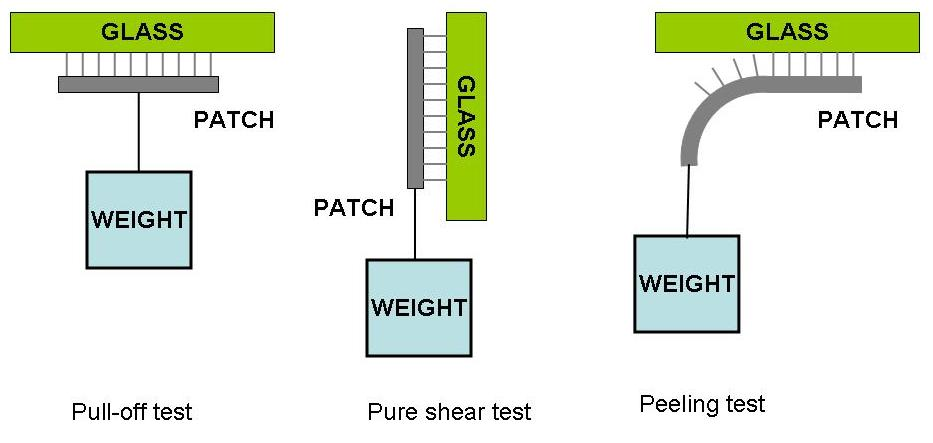 GLASS
PATCH
WEIGHT
Pull-off test
GLASS
PATCH
WEIGHT
Pure shear test
GLASS
PATCH
WEIGHT
Peeling test